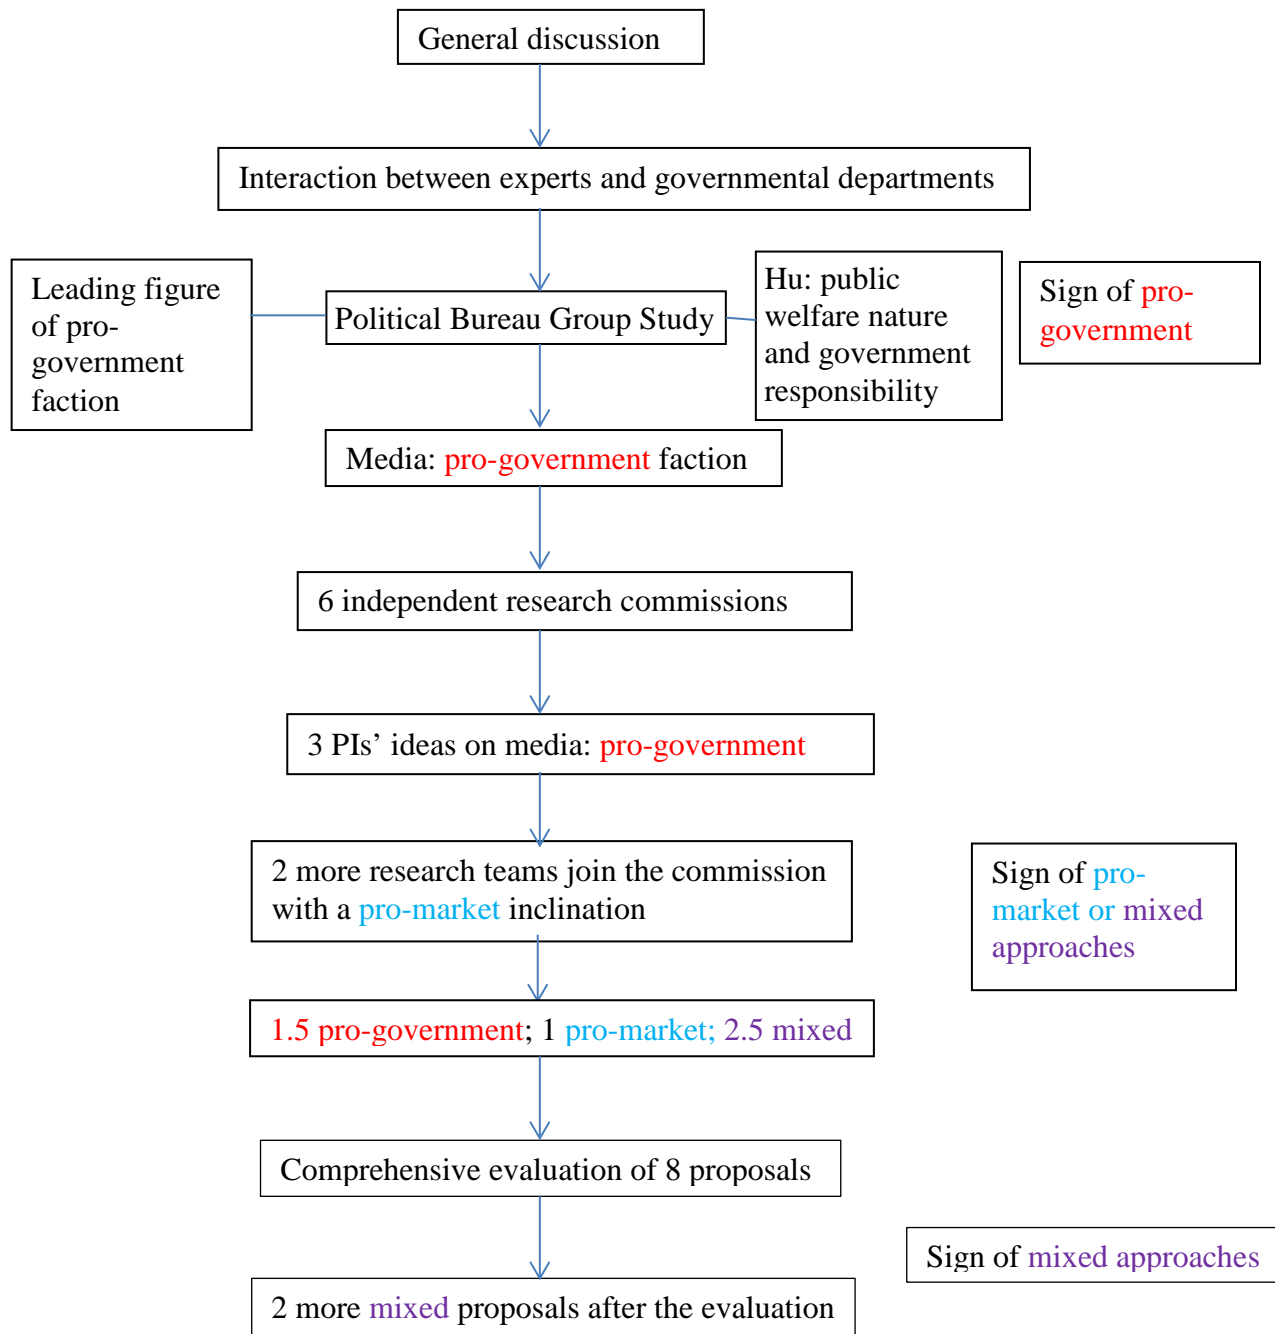 General discussion
Interaction between experts and governmental departments
Leading figure
of pro-
government
faction
Political Bureau Group Study
Hu: public
welfare nature
and government
responsibility
Sign of pro-
government
Media: pro-government faction
6 independent research commissions
3 PIs’ ideas on media: pro-government
2 more research teams join the commission
with a pro-market inclination
Sign of pro-
market or mixed
approaches
1.5 pro-government; 1 pro-market; 2.5 mixed
Comprehensive evaluation of 8 proposals
Sign of mixed approaches
2 more mixed proposals after the evaluation